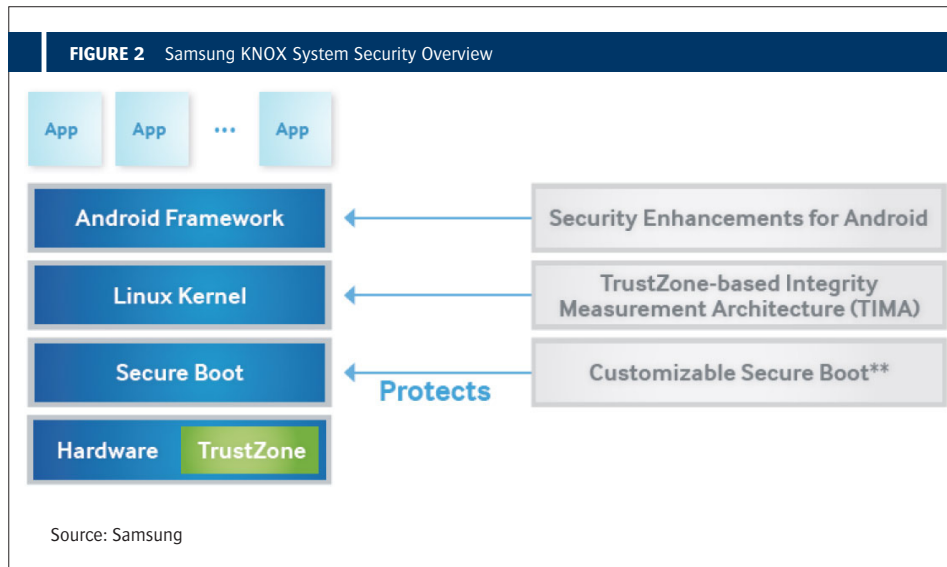 FIGURE 2 Samsung KNOX System Security Overview
App App ... App
Android Framework
Security Enhancements for Android
Linux Kernel
TrustZone-based Integrity
Measurement Architecture (TIMA)
Secure Boot
Protects
Customizable Secure Boot**
Hardware TrustZone
Source: Samsung